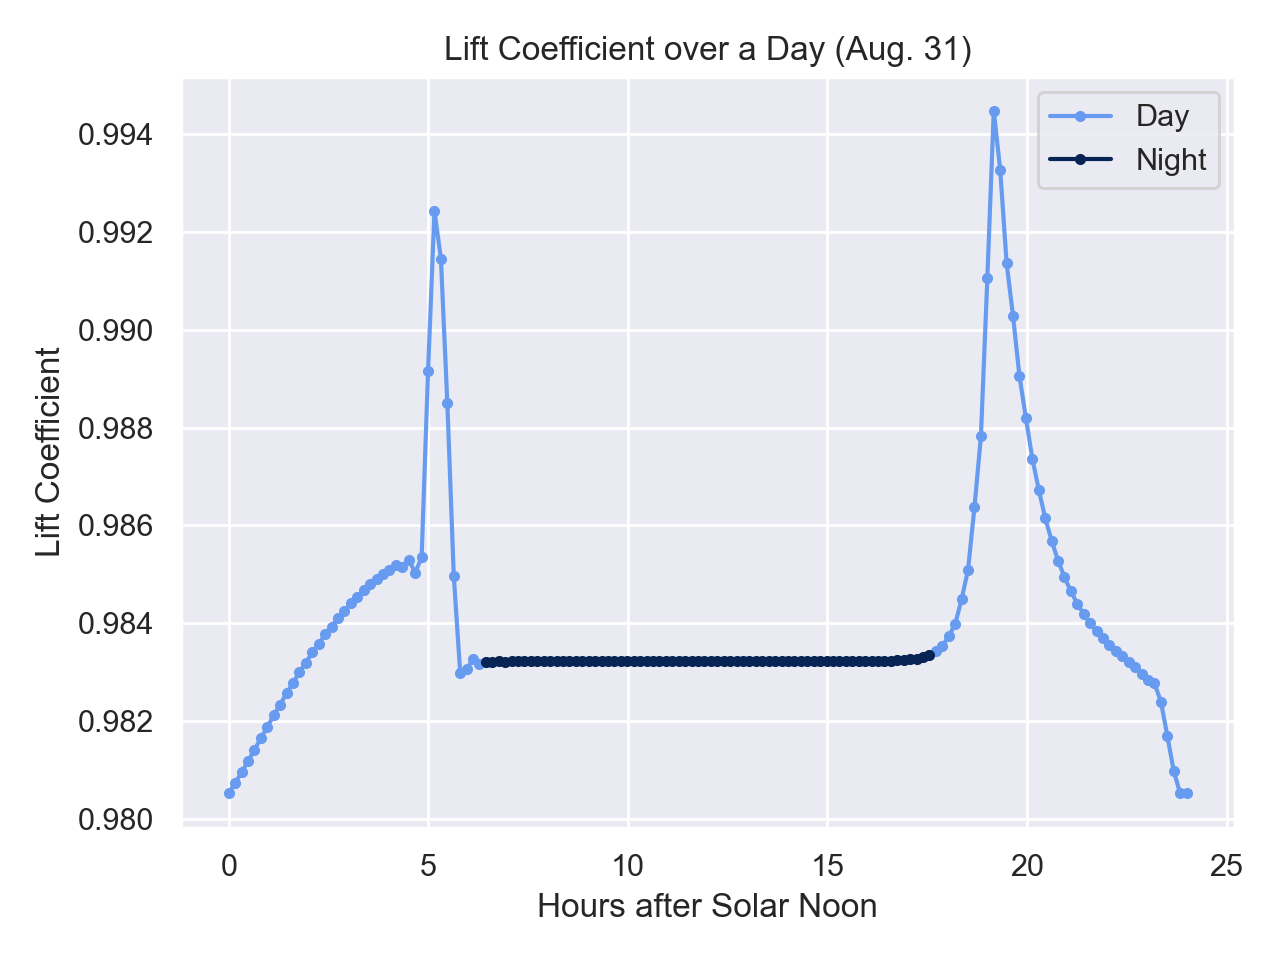 Lift Coefficient over a Day (Aug. 31)
Day
Night
0.994
0.992
0.990
0.988
0.986
0.984
0.982
0.980
Lift Coefficient
0 5 10 15 20 25
Hours after Solar Noon